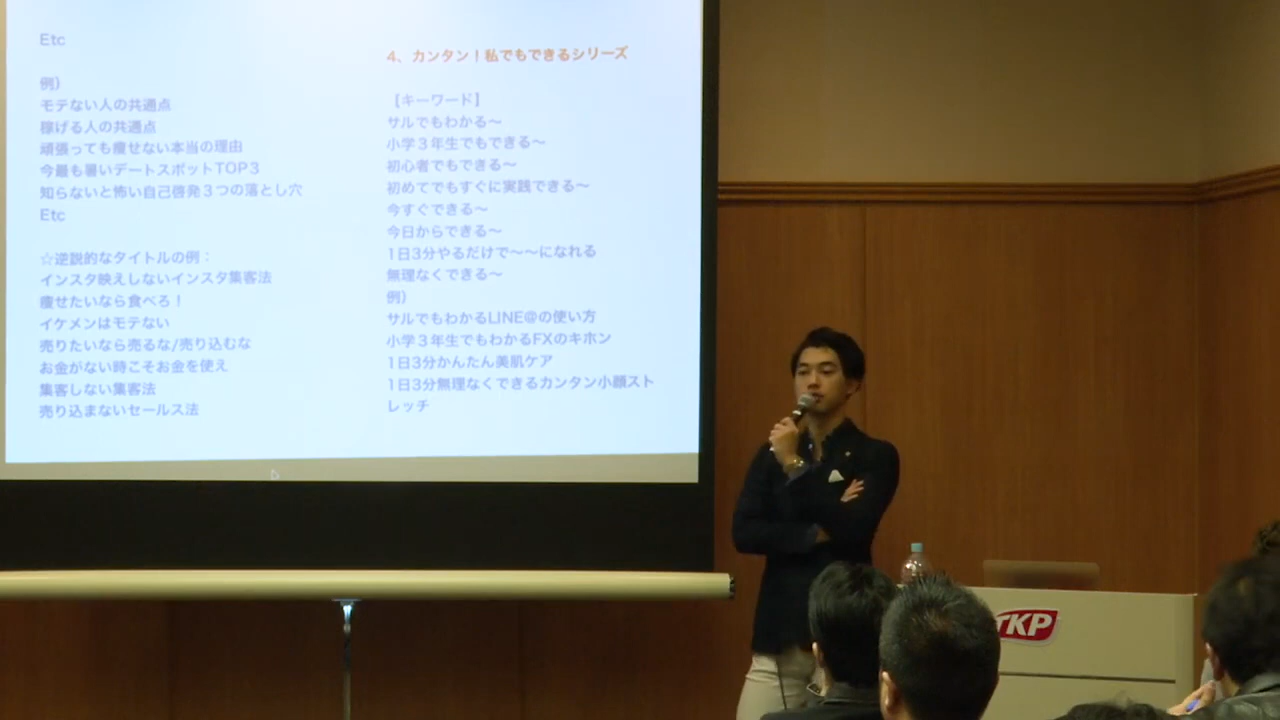 Etc
例）
モテない人の共通点
稼げる人の共通点
頑張っても痩せない本当の理由
今最も暑いデートスポットTOP３
知らないと怖い自己啓発３つの落とし穴
Etc
☆逆説的なタイトルの例：
インスタ映えしないインスタ集客法
痩せたいなら食べろ！
イケメンはモテない
売りたいなら売るな/売り込むな
お金がない時こそお金を使え
集客しない集客法
売り込まないセールス法
４、カンタン！私でもできるシリーズ
【キーワード】
サルでもわかる〜
小学３年生でもできる〜
初心者でもできる〜
初めてでもすぐに実践できる〜
今すぐできる〜
今日からできる〜
1日3分やるだけで〜〜になれる
無理なくできる〜
例）
サルでもわかるLINE@の使い方
小学３年生でもわかるFXのキホン
1日3分かんたん美肌ケア
1日3分無理なくできるカンタン小顔スト
レッチ
TKP